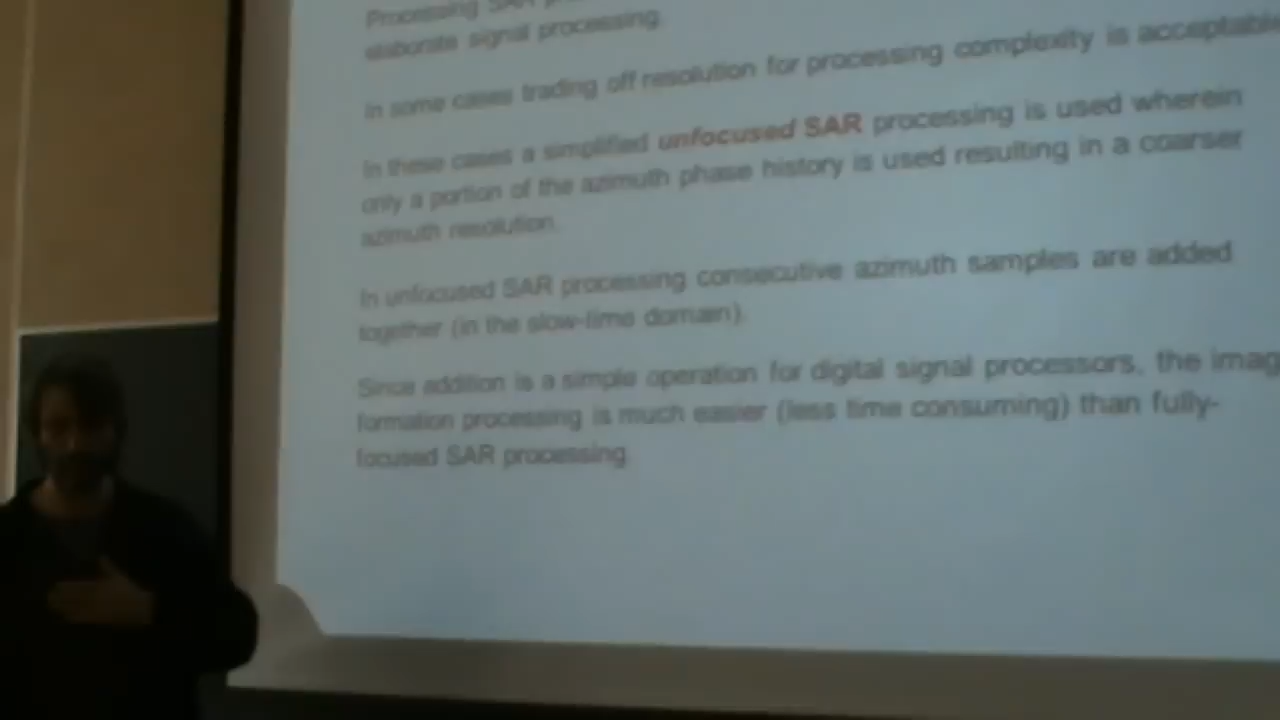 Processing SAR
elaborate signal processing.
In some cases trading off resolution for processing complexity is acceptable
In these cases a simplified unfocused SAR processing is used wherein
only a portion of the azimuth phase history is used resulting in a coarser
azimuth resolution.
In unfocused SAR processing consecutive azimuth samples are added
together (in the slow-time domain).
Since addition is a simple operation for digital signal processors, the imag
formation processing is much easier (less time consuming) than fully-
focused SAR processing